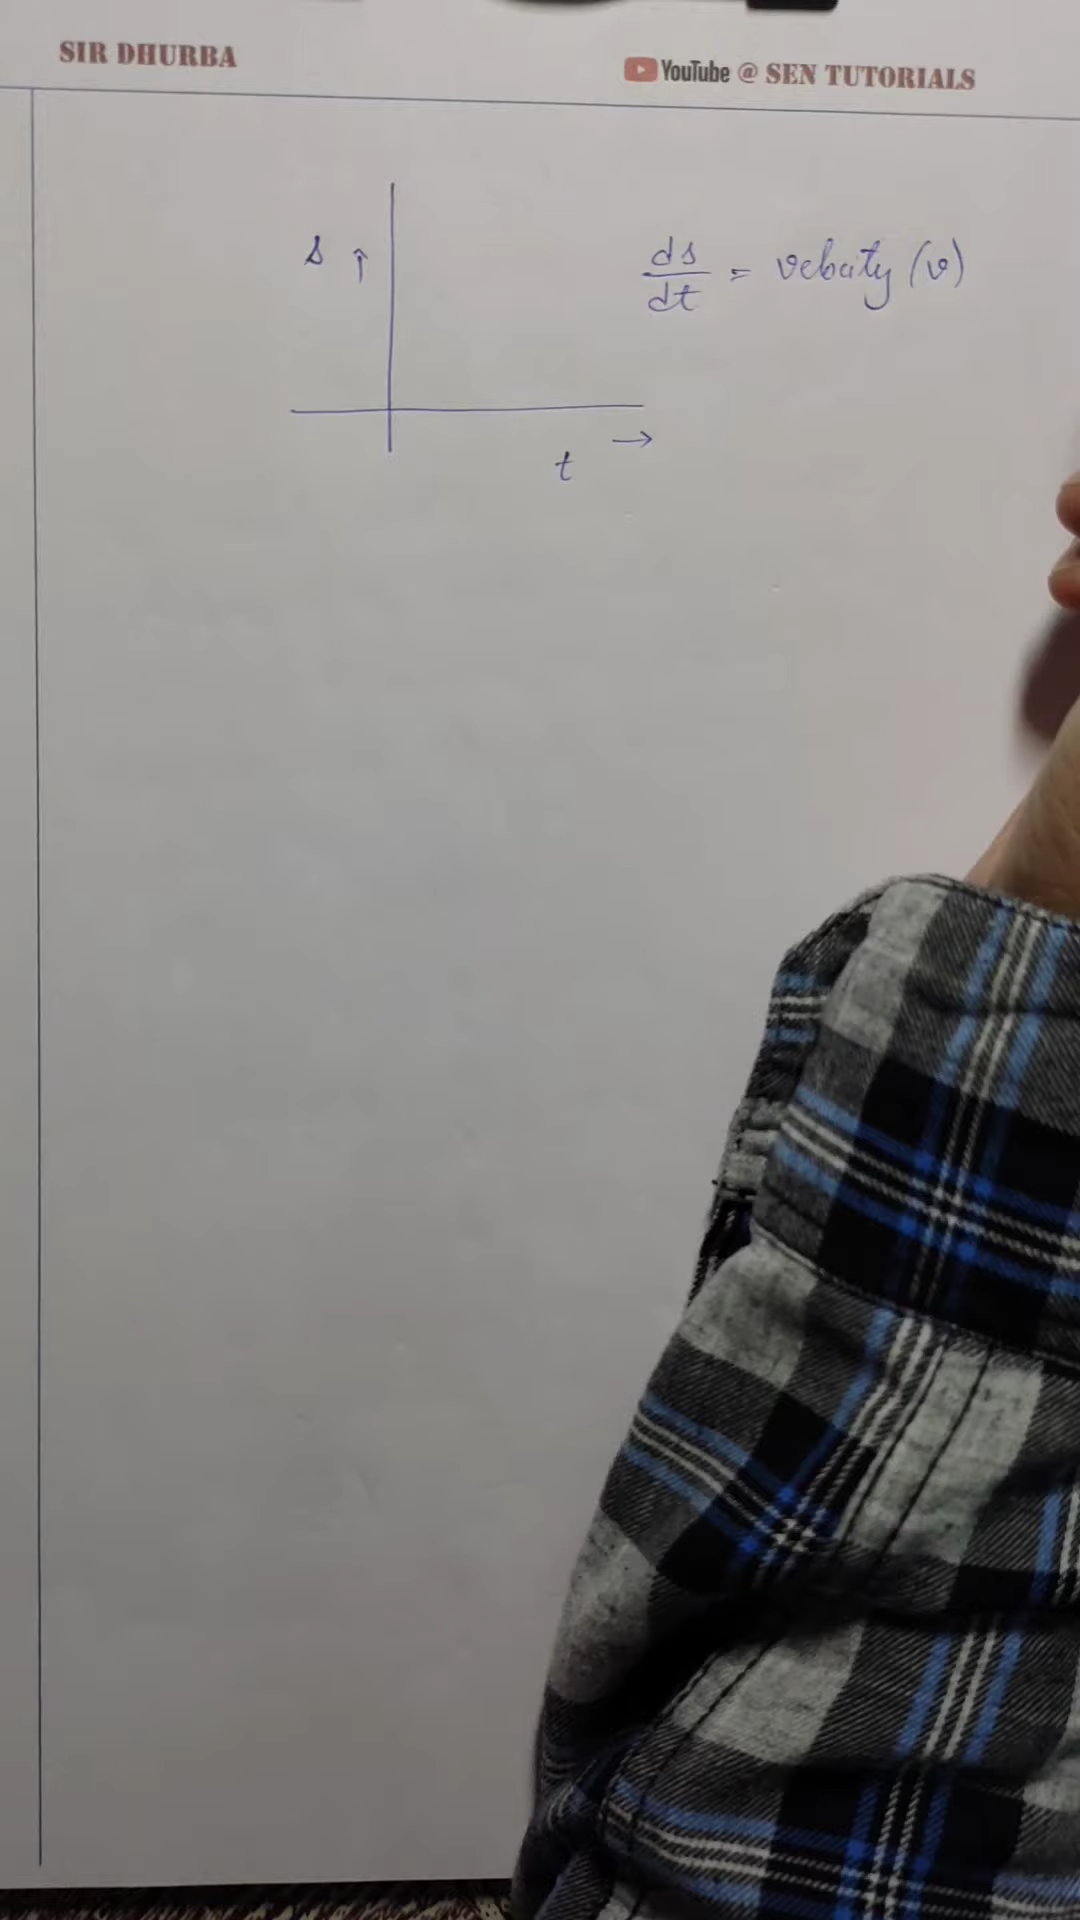 SIR DHURBA
YouTube @ SEN TUTORIALS
s ↑
ds/dt = velocity (v)
→
t